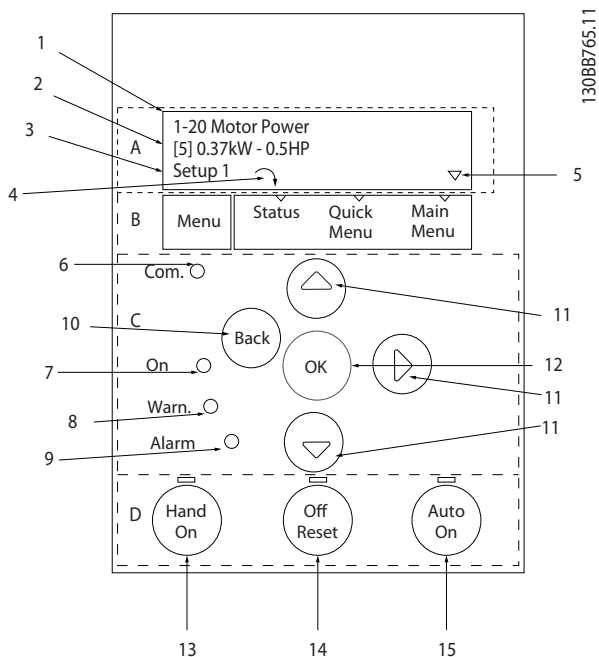 130BB765.11
1
2
3
4
A
1-20 Motor Power
[5] 0.37kW - 0.5HP
Setup 1
5
B
Menu
Status
Quick
Menu
Main
Menu
6
Com.
11
10
C
Back
OK
12
7
On
11
8
Warn.
11
9
Alarm
D
Hand
On
Off
Reset
Auto
On
13
14
15